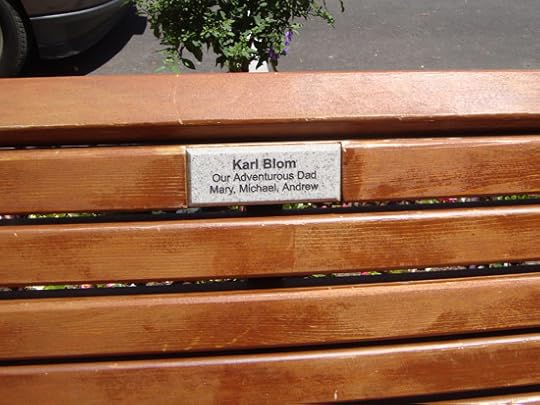 Karl Blom
Our Adventurous Dad
Mary, Michael, Andrew